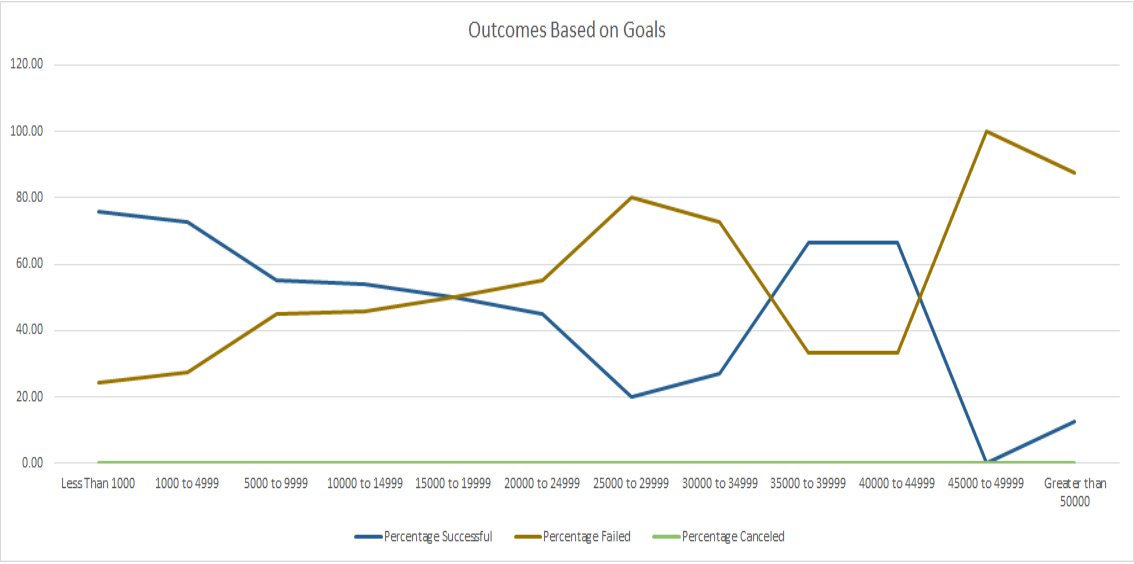 Outcomes Based on Goals
120.00
100.00
80.00
60.00
40.00
20.00
0.00
Less Than 1000 1000 to 4999 5000 to 9999 10000 to 14999 15000 to 19999 20000 to 24999 25000 to 29999 30000 to 34999 35000 to 39999 40000 to 44999 45000 to 49999 Greater than
50000
Percentage Successful Percentage Failed Percentage Canceled